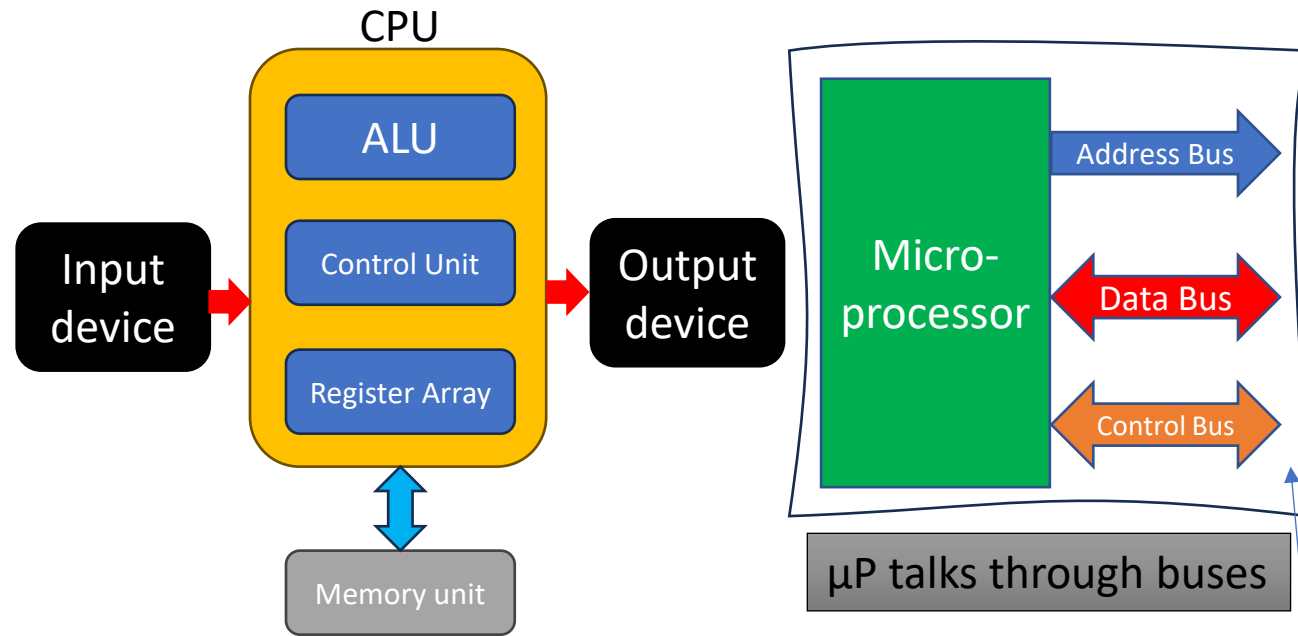 CPU
ALU
Control Unit
Register Array
Input
device
Output
device
Memory unit
Micro-
processor
Address Bus
Data Bus
Control Bus
µP talks through buses